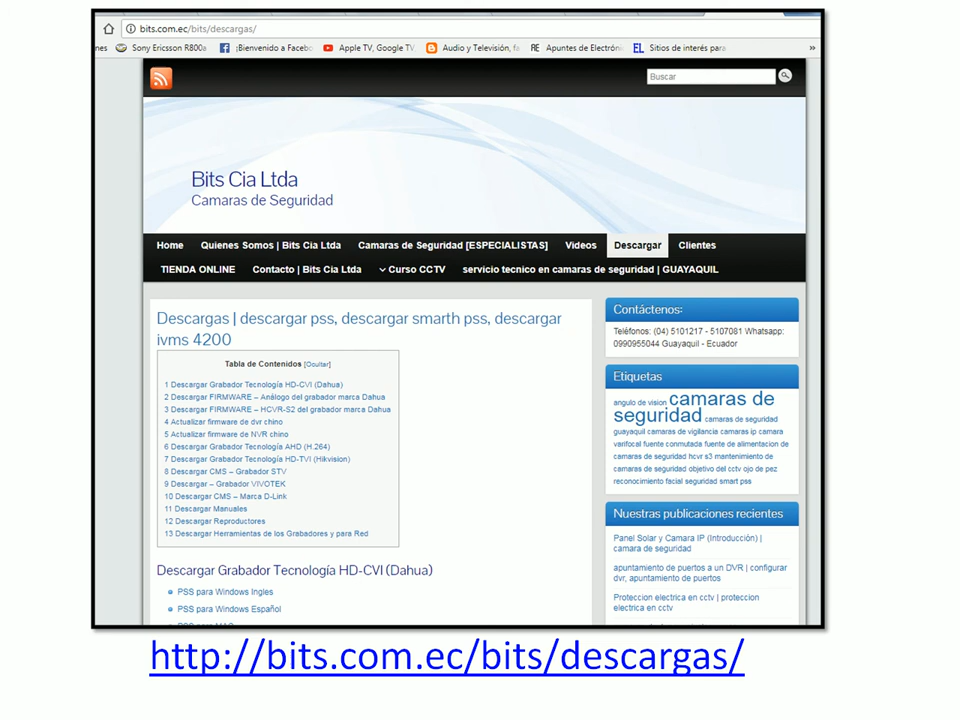 bits.com.ec/bits/descargas/
nes Sony Ericsson R800a ¡Bienvenido a Facebo Apple TV, Google TV Audio y Televisión, fa Apuntes de Electróni EL Sitios de interés para »
Buscar
Bits Cia Ltda
Camaras de Seguridad
Home Quienes Somos | Bits Cia Ltda Camaras de Seguridad [ESPECIALISTAS] Videos Descargar Clientes
TIENDA ONLINE Contacto | Bits Cia Ltda Curso CCTV servicio tecnico en camaras de seguridad | GUAYAQUIL
Descargas | descargar pss, descargar smarth pss, descargar
ivms 4200
Tabla de Contenidos [Ocultar]
1 Descargar Grabador Tecnología HD-CVI (Dahua)
2 Descargar FIRMWARE – Análogo del grabador marca Dahua
3 Descargar FIRMWARE – HCVR-S2 del grabador marca Dahua
4 Actualizar firmware de dvr chino
5 Actualizar firmware de NVR chino
6 Descargar Grabador Tecnología AHD (H.264)
7 Descargar Grabador Tecnología HD-TVI (Hikvision)
8 Descargar CMS – Grabador STV
9 Descargar – Grabador VIVOTEK
10 Descargar CMS – Marca D-Link
11 Descargar Manuales
12 Descargar Reproductores
13 Descargar Herramientas de los Grabadores y para Red
Descargar Grabador Tecnología HD-CVI (Dahua)
PSS para Windows Ingles
PSS para Windows Español
Contáctenos:
Teléfonos: (04) 5101217 - 5107081 Whatsapp:
0990955044 Guayaquil - Ecuador
Etiquetas
angulo de vision camaras de
seguridad camaras de seguridad
guayaquil camaras de vigilancia camaras ip camara
varifocal fuente conmutada fuente de alimentacion de
camaras de seguridad hcvr s3 mantenimiento de
camaras de seguridad objetivo del cctv ojo de pez
reconocimiento facial seguridad smart pss
Nuestras publicaciones recientes
Panel Solar y Camara IP (Introducción) |
camara de seguridad
apuntamiento de puertos a un DVR | configurar
dvr, apuntamiento de puertos
Proteccion electrica en cctv | proteccion
electrica en cctv
http://bits.com.ec/bits/descargas/